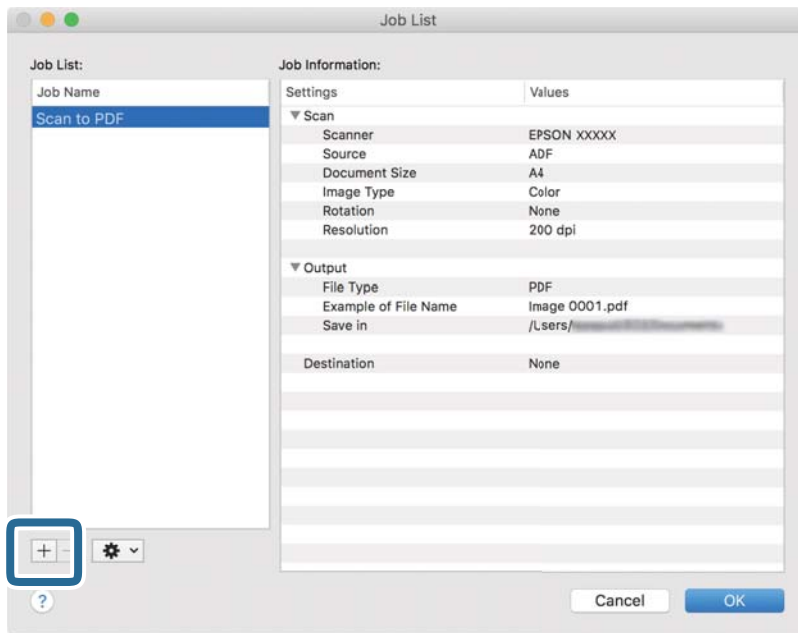 Job List
Job List:
Job Name
Scan to PDF
Job Information:
Settings Values
Scan
Scanner EPSON XXXXX
Source ADF
Document Size A4
Image Type Color
Rotation None
Resolution 200 dpi
Output
File Type PDF
Example of File Name Image 0001.pdf
Save in /Users/
Destination None
+ -
? Cancel OK